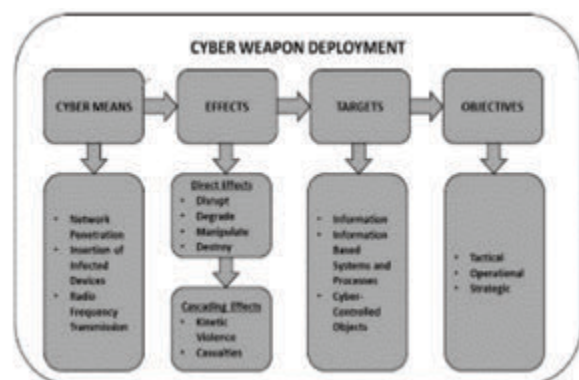 CYBER WEAPON DEPLOYMENT
CYBER MEANS
EFFECTS
TARGETS
OBJECTIVES
• Network
Penetration
• Insertion of
Infected
Devices
• Radio
Frequency
Transmission
Direct Effects
• Disrupt
• Degrade
• Manipulate
• Destroy
Cascading Effects
• Kinetic
Violence
• Casualties
• Information
• Information
Based
Systems and
Processes
• Cyber-
Controlled
Objects
• Tactical
• Operational
• Strategic